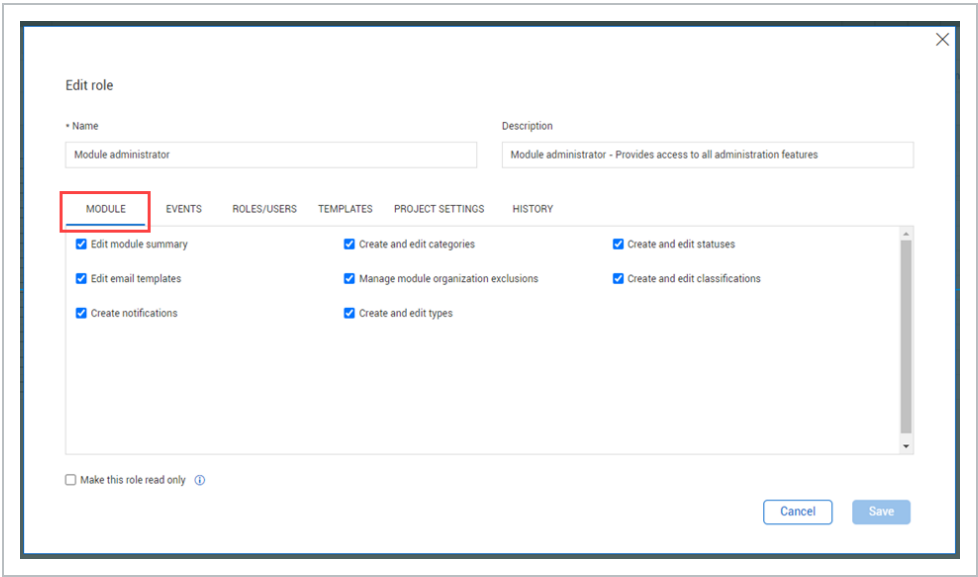 Edit role
* Name
Description
Module administrator
Module administrator - Provides access to all administration features
MODULE EVENTS ROLES/USERS TEMPLATES PROJECT SETTINGS HISTORY
Edit module summary Create and edit categories Create and edit statuses
Edit email templates Manage module organization exclusions Create and edit classifications
Create notifications Create and edit types
Make this role read only
Cancel Save